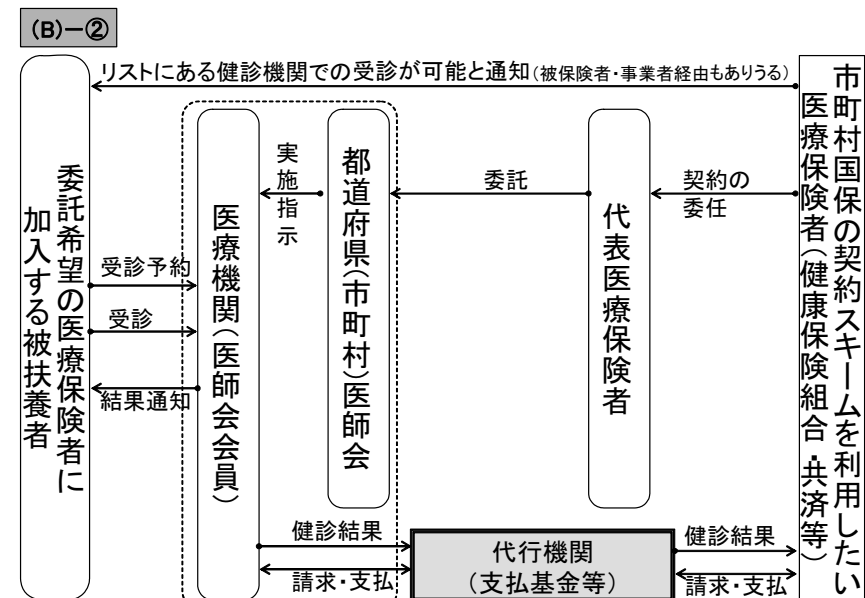 (B)-②
リストにある健診機関での受診が可能と通知(被保険者・事業者経由もありうる)
委託希望の医療保険者に
加入する被扶養者
受診予約
受診
結果通知
医療機関(医師会会員)
実施指示
都道府県(市町村)医師会
委託
代表医療保険者
契約の
委任
市町村国保の契約スキームを利用したい
医療保険者(健康保険組合・共済等)
健診結果
請求・支払
代行機関
(支払基金等)
健診結果
請求・支払